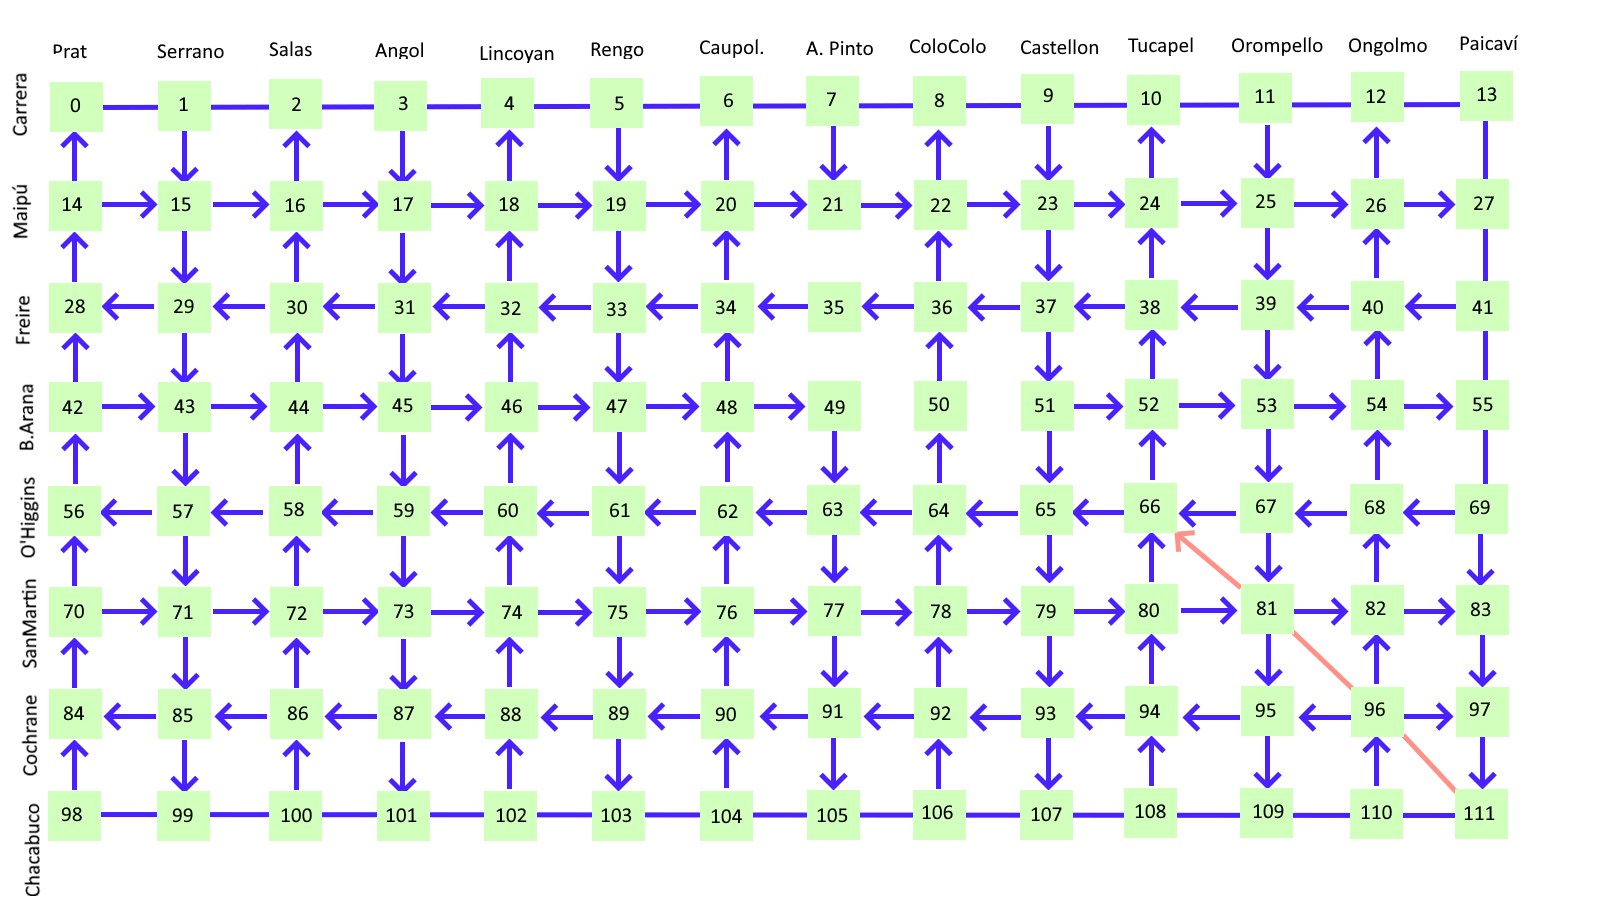 Prat Serrano Salas Angol Lincoyan Rengo Caupol. A. Pinto ColoColo Castellon Tucapel Orompello Ongolmo Paicaví
Carrera 0 1 2 3 4 5 6 7 8 9 10 11 12 13
Maipú 14 15 16 17 18 19 20 21 22 23 24 25 26 27
Freire 28 29 30 31 32 33 34 35 36 37 38 39 40 41
B.Arana 42 43 44 45 46 47 48 49 50 51 52 53 54 55
O'Higgins 56 57 58 59 60 61 62 63 64 65 66 67 68 69
SanMartin 70 71 72 73 74 75 76 77 78 79 80 81 82 83
Cochrane 84 85 86 87 88 89 90 91 92 93 94 95 96 97
Chacabuco 98 99 100 101 102 103 104 105 106 107 108 109 110 111